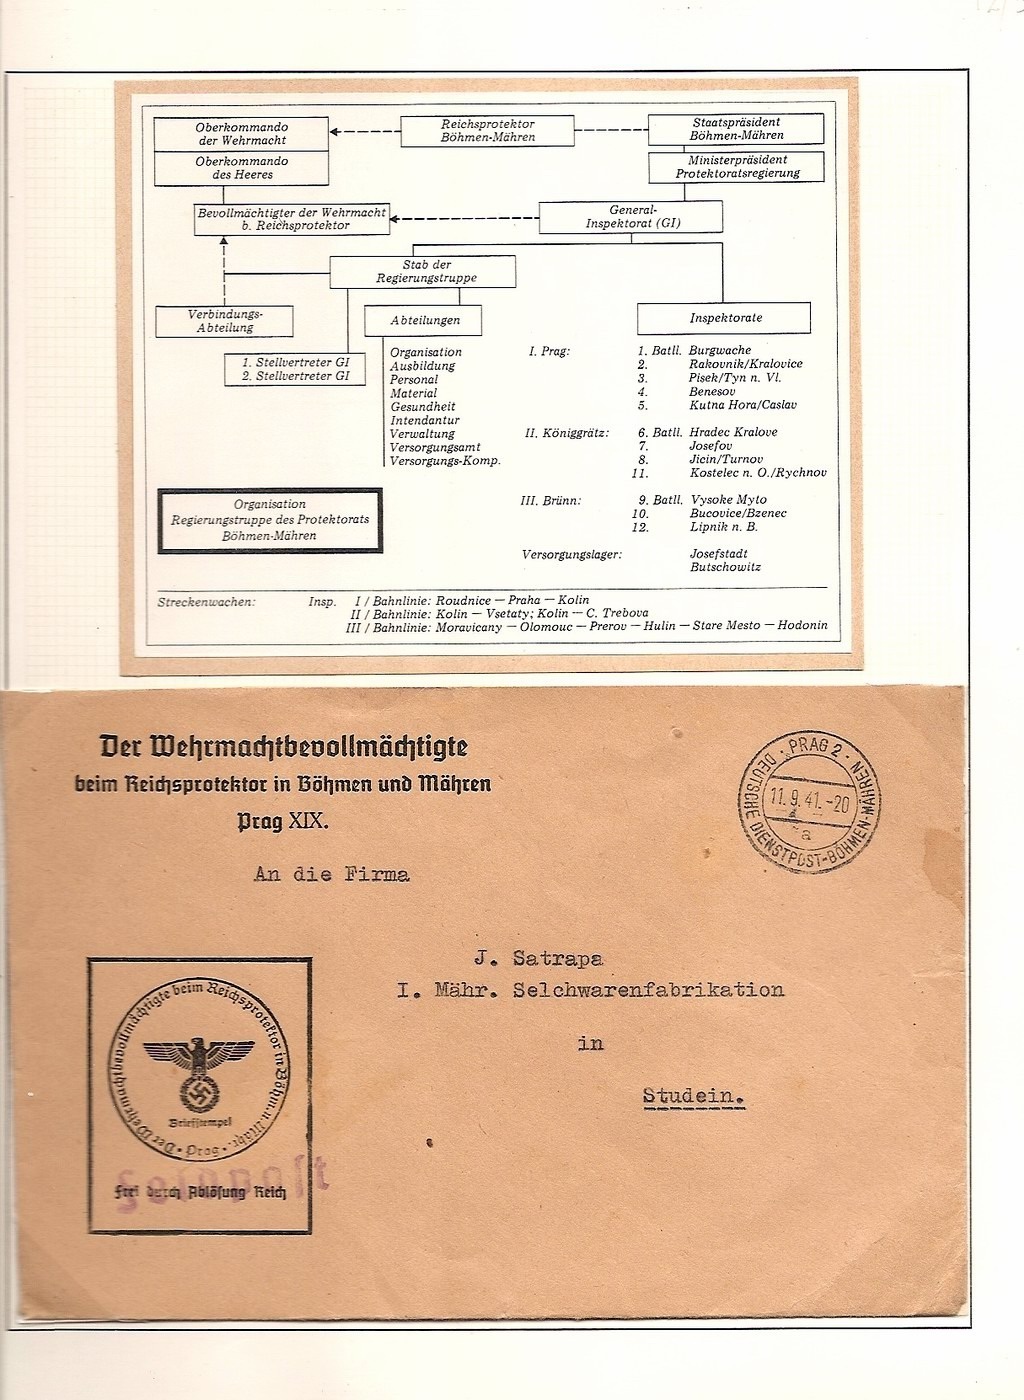 Oberkommando
der Wehrmacht
Reichsprotektor
Böhmen-Mähren
Staatspräsident
Böhmen-Mähren
Oberkommando
des Heeres
Ministerpräsident
Protektoratsregierung
Bevollmächtigter der Wehrmacht
b. Reichsprotektor
General-
Inspektorat (GI)
Stab der
Regierungstruppe
Verbindungs-
Abteilung
Abteilungen
Inspektorate
1. Stellvertreter GI
2. Stellvertreter GI
Organisation
Ausbildung
Personal
Material
Gesundheit
Intendantur
Verwaltung
Versorgungsamt
Versorgungs-Komp.
I. Prag: 1. Batll. Burgwache
2. Rakovnik/Kralovice
3. Pisek/Tyn n. Vl.
4. Benesov
5. Kutna Hora/Caslav
II. Königgrätz: 6. Batll. Hradec Kralove
7. Josefov
8. Jicin/Turnov
11. Kostelec n. O./Rychnov
III. Brünn: 9. Batll. Vysoke Myto
10. Bucovice/Bzenec
12. Lipnik n. B.
Versorgungslager: Josefstadt
Butschowitz
Organisation
Regierungstruppe des Protektorats
Böhmen-Mähren
Streckenwachen: Insp. I / Bahnlinie: Roudnice — Praha — Kolin
II / Bahnlinie: Kolin — Vsetaty; Kolin — C. Trebova
III / Bahnlinie: Moravicany — Olomouc — Prerov — Hulin — Stare Mesto — Hodonin
Der Wehrmachtbevollmächtigte
beim Reichsprotektor in Böhmen und Mähren
Prag XIX.
PRAG 2
11.9.41.-20
a
DEUTSCHE DIENSTPOST-BÖHMEN-MÄHREN
An die Firma
J. Satrapa
I. Mähr. Selchwarenfabrikation
in
Studein.
Der Wehrmachtbevollmächtigte beim Reichsprotektor in Böhm.u.Mähr.
Briefstempel
Prag
Feldpost
Frei durch Ablösung Reich